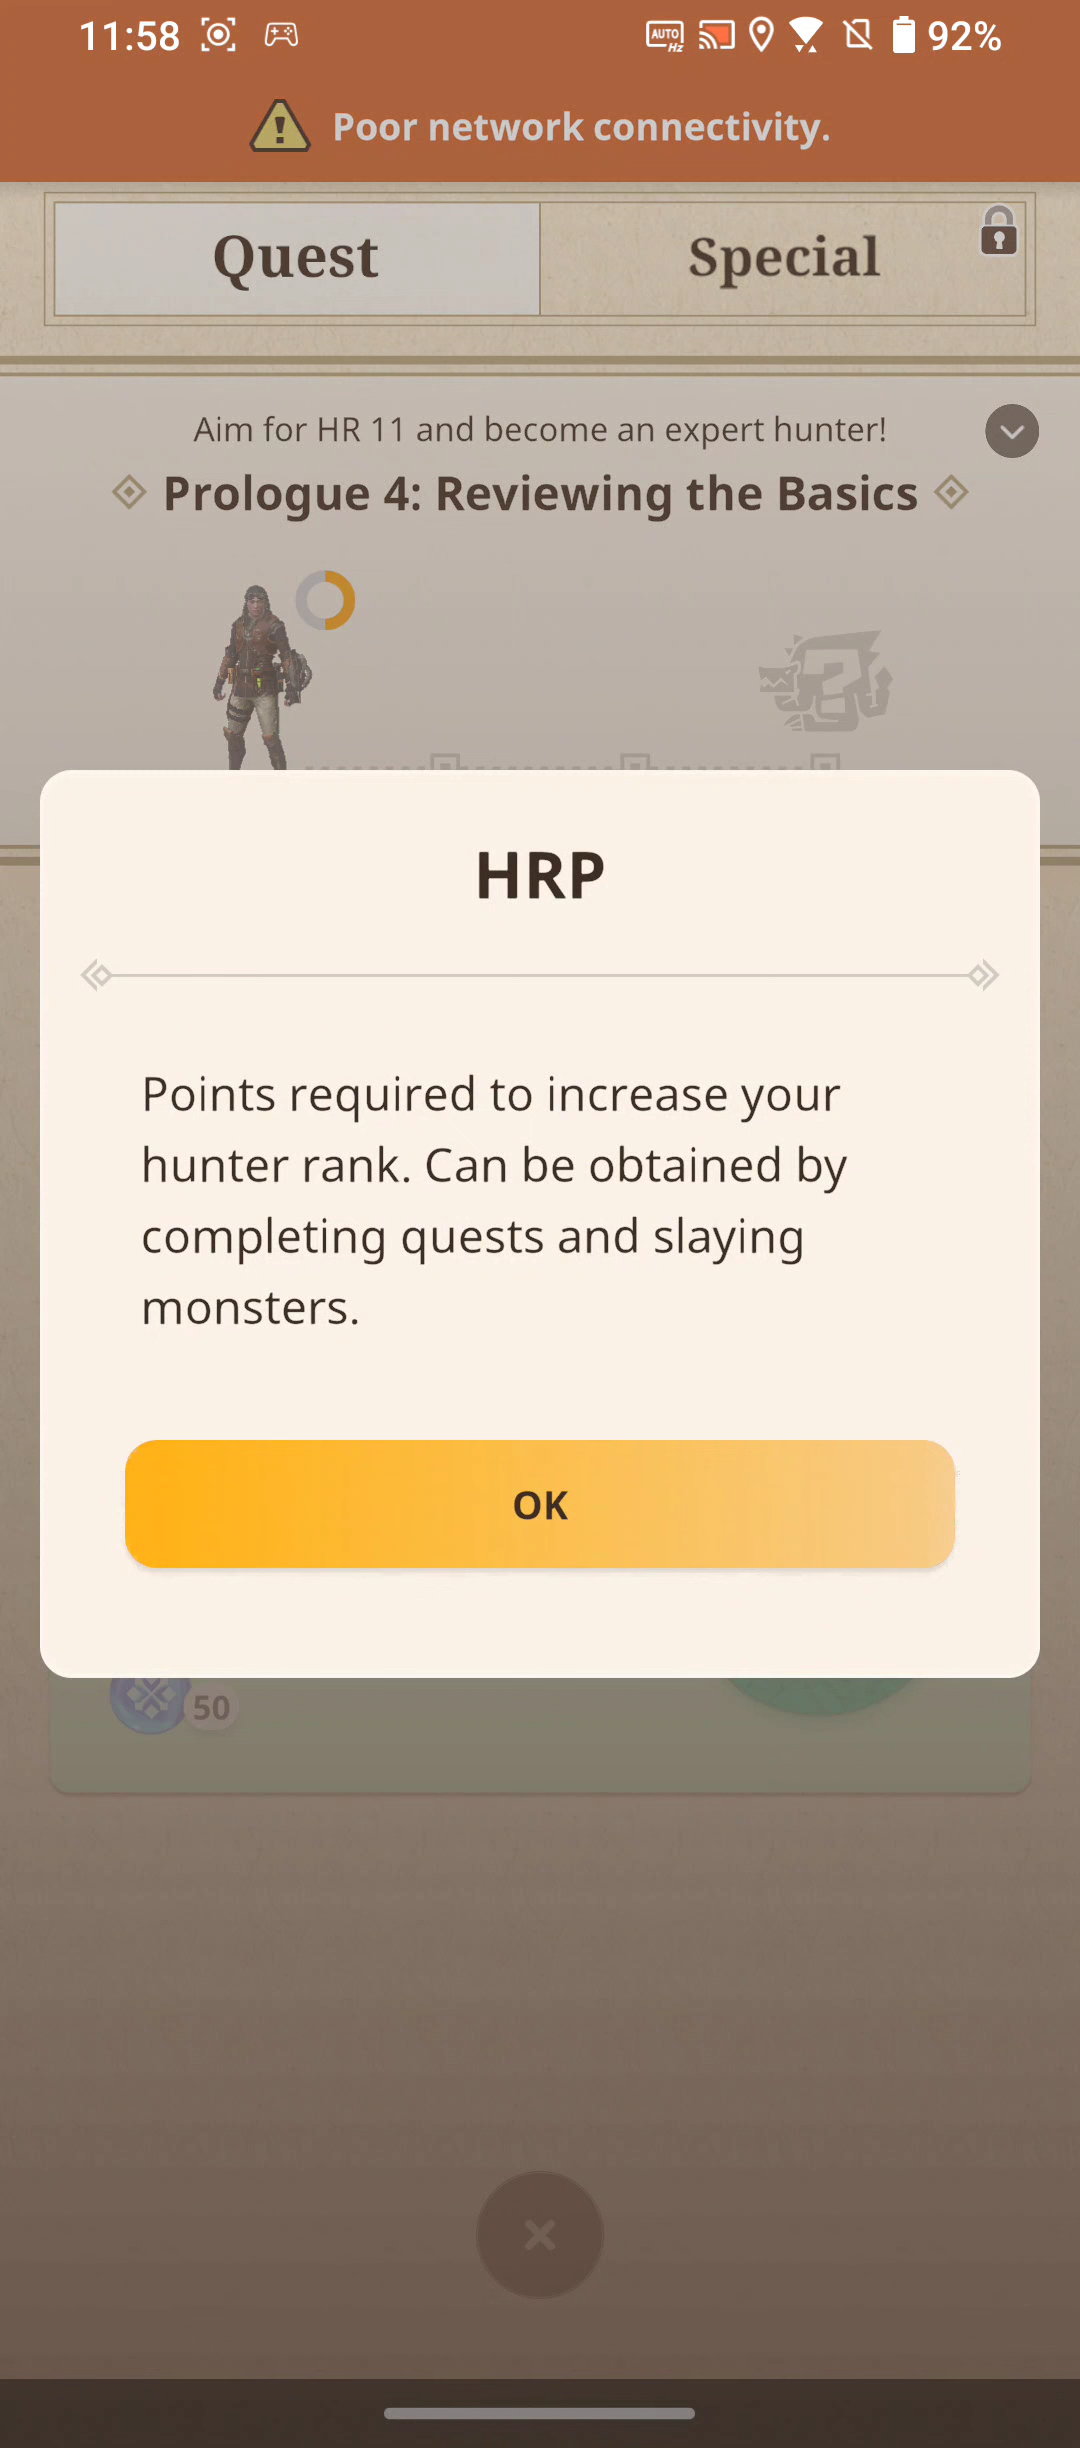 11:58
AUTO
Hz
92%
Poor network connectivity.
Quest
Special
Aim for HR 11 and become an expert hunter!
Prologue 4: Reviewing the Basics
HRP
Points required to increase your
hunter rank. Can be obtained by
completing quests and slaying
monsters.
OK
50